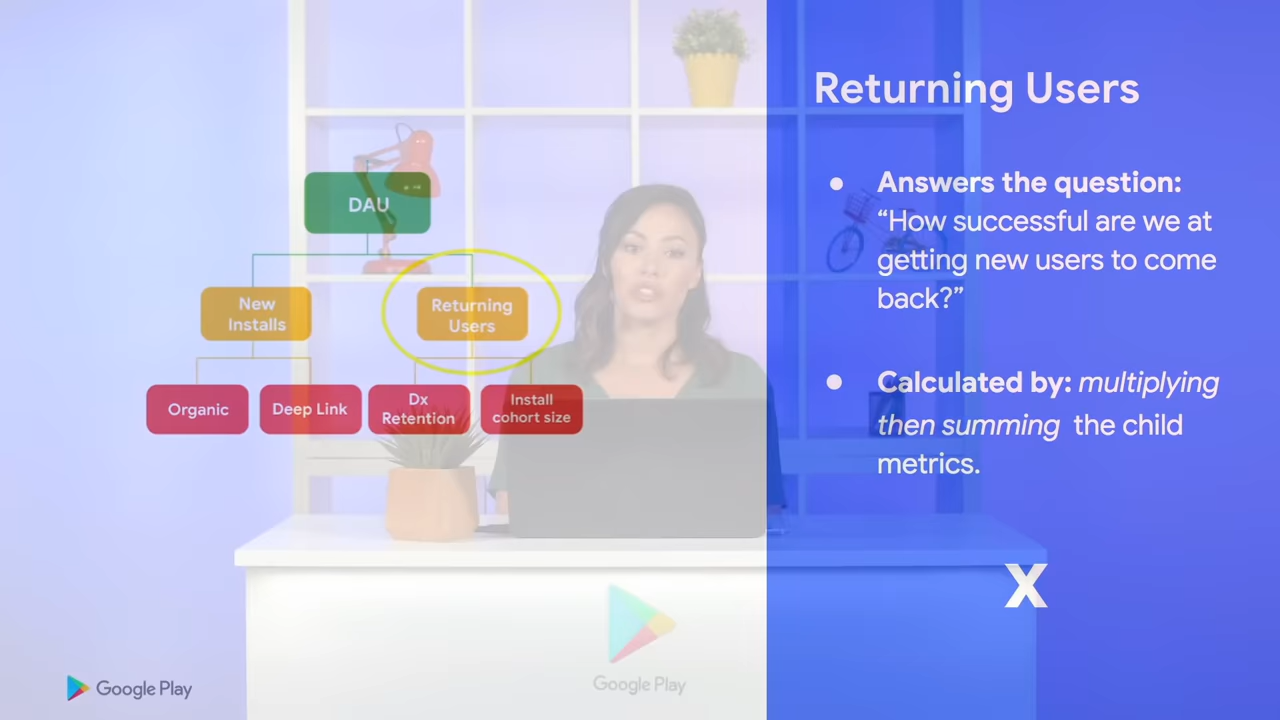 Returning Users
DAU
New
Installs
Returning
Users
Organic
Deep Link
Dx
Retention
Install
cohort size
● Answers the question:
“How successful are we at
getting new users to come
back?”
● Calculated by: multiplying
then summing the child
metrics.
X
Google Play
Google Play